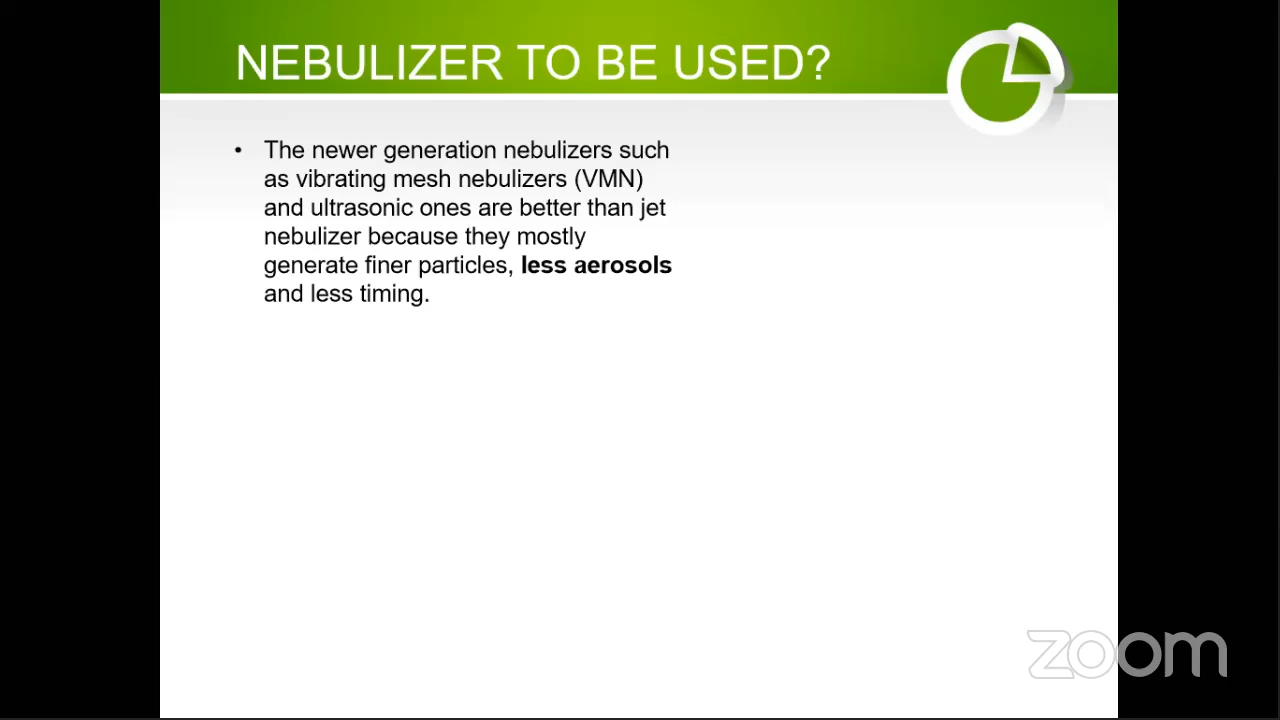 NEBULIZER TO BE USED?
• The newer generation nebulizers such
as vibrating mesh nebulizers (VMN)
and ultrasonic ones are better than jet
nebulizer because they mostly
generate finer particles, less aerosols
and less timing.
zoom